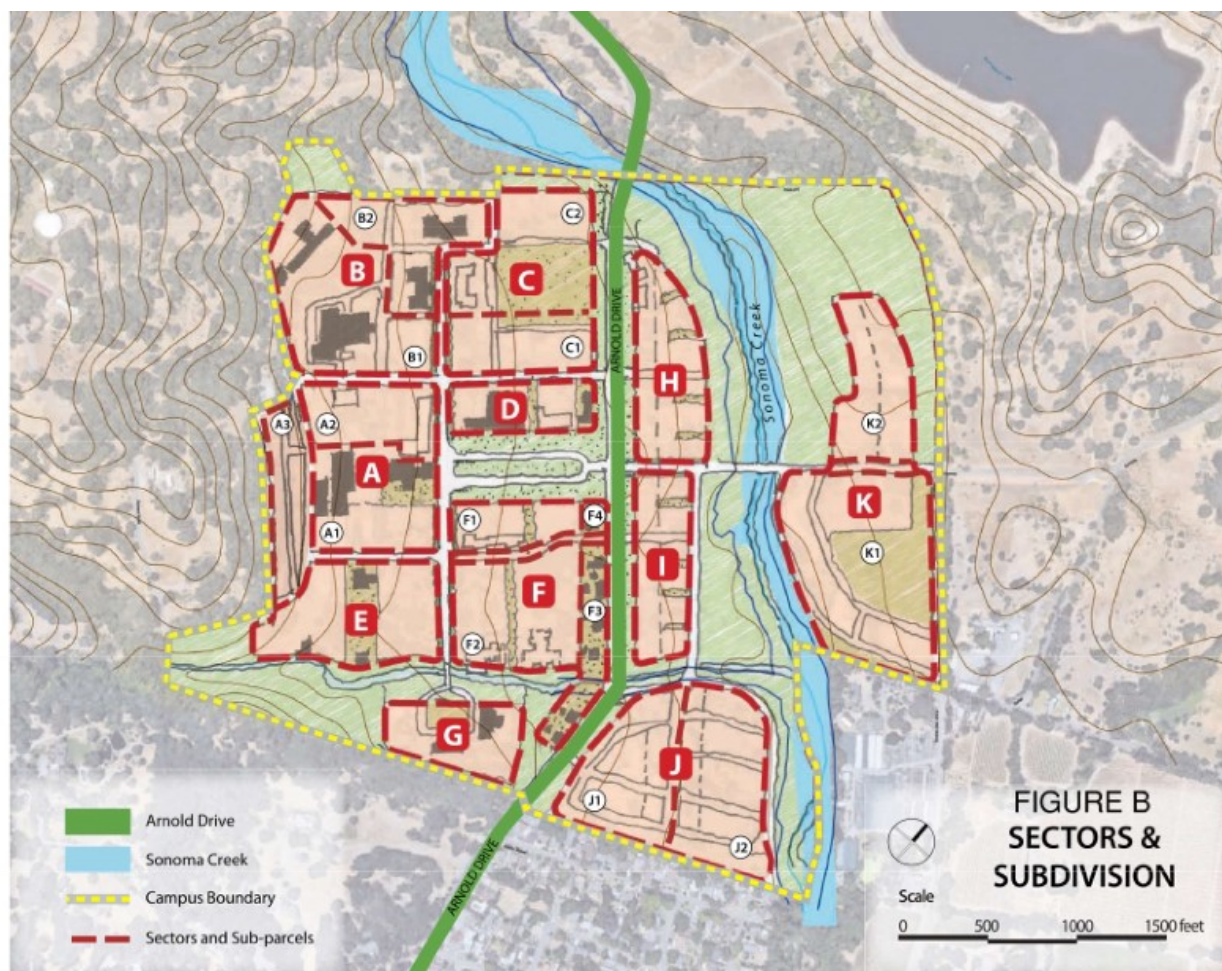 B2
C2
B
C
ARNOLD DRIVE
Sonoma Creek
B1
C1
H
D
A3
A2
K2
A
K
F1
F4
A1
I
K1
F
E
F3
F2
G
J
J1
J2
ARNOLD DRIVE
Arnold Drive
Sonoma Creek
Campus Boundary
Sectors and Sub-parcels
FIGURE B
SECTORS &
SUBDIVISION
Scale
0 500 1000 1500 feet